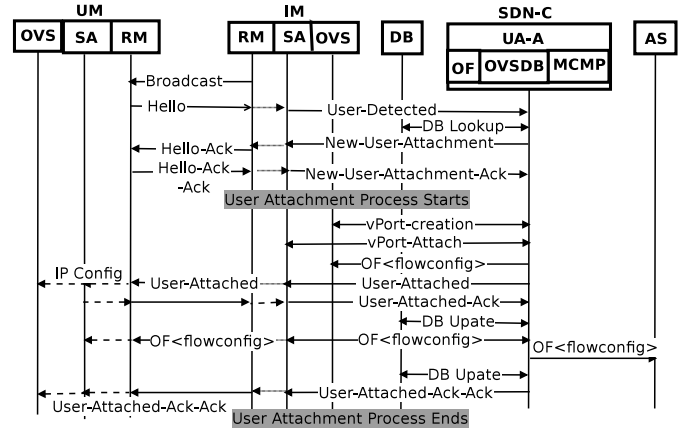 UM IM SDN-C
OVS SA RM RM SA OVS DB UA-A AS
OF OVSDB MCMP
Broadcast
Hello User-Detected
DB Lookup
Hello-Ack New-User-Attachment
Hello-Ack
-Ack New-User-Attachment-Ack
User Attachment Process Starts
vPort-creation
vPort-Attach
OF<flowconfig>
IP Config User-Attached User-Attached
User-Attached-Ack
DB Upate
OF<flowconfig> OF<flowconfig> OF<flowconfig>
DB Upate
User-Attached-Ack-Ack User-Attached-Ack-Ack
User Attachment Process Ends